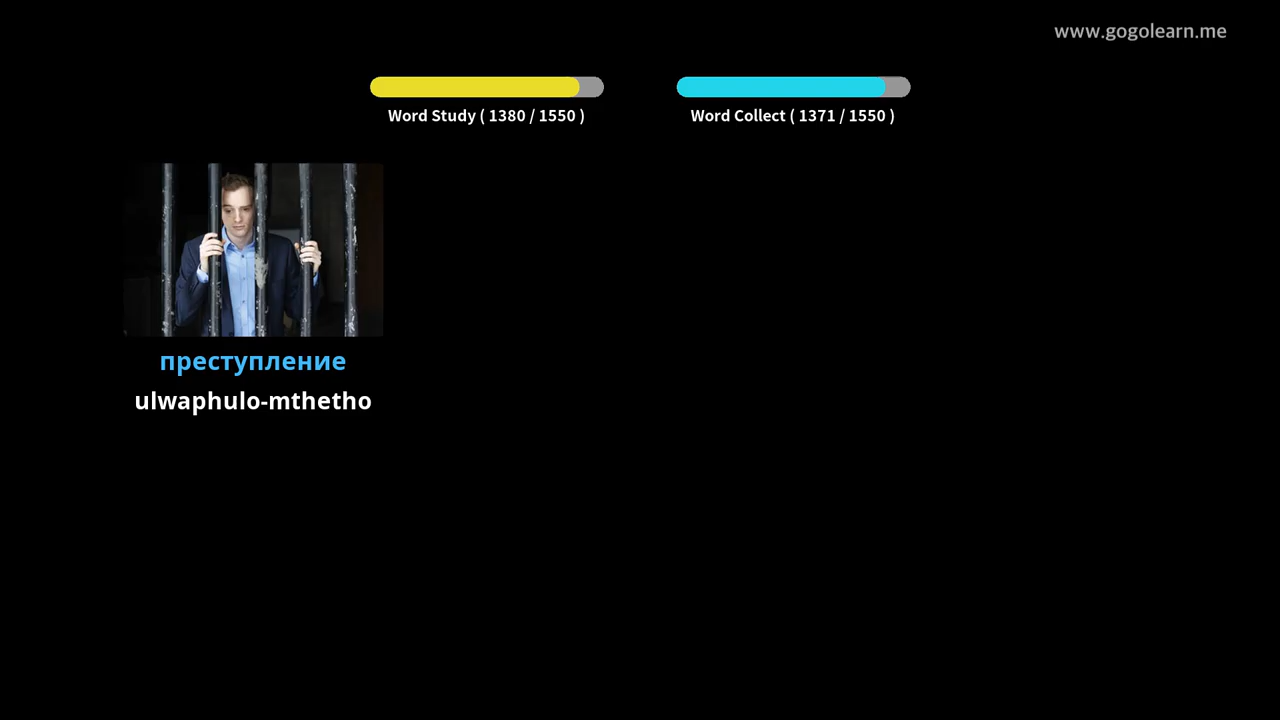 www.gogolearn.me
Word Study ( 1380 / 1550 )
Word Collect ( 1371 / 1550 )
преступление
ulwaphulo-mthetho